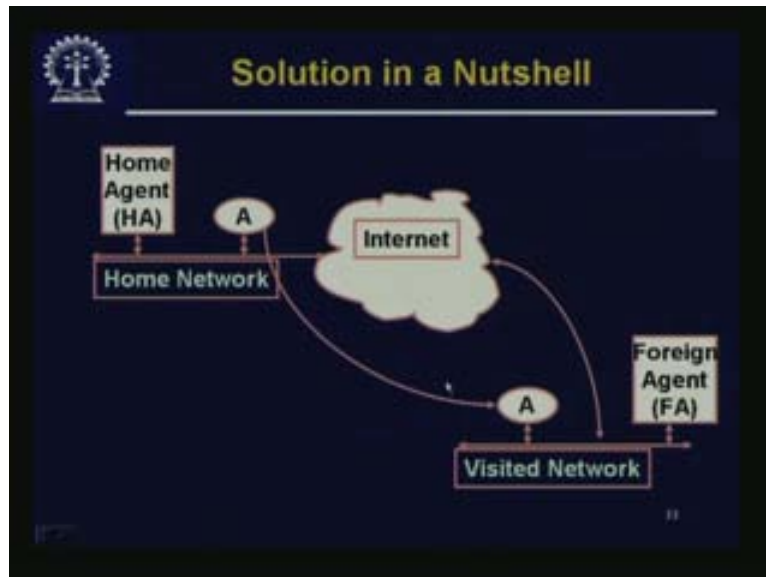 Solution in a Nutshell
Home
Agent
(HA)
A
Internet
Home Network
Foreign
Agent
(FA)
A
Visited Network